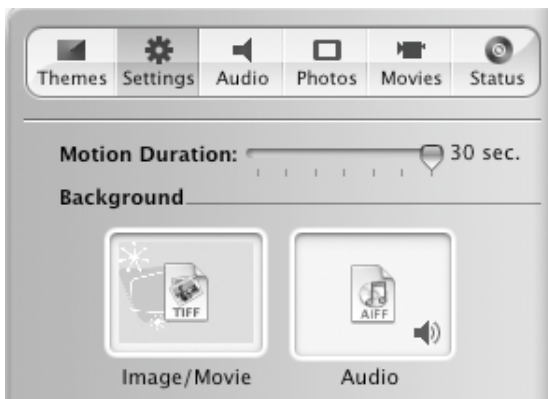 Themes Settings Audio Photos Movies Status
Motion Duration: 30 sec.
Background
TIFF AIFF
Image/Movie Audio